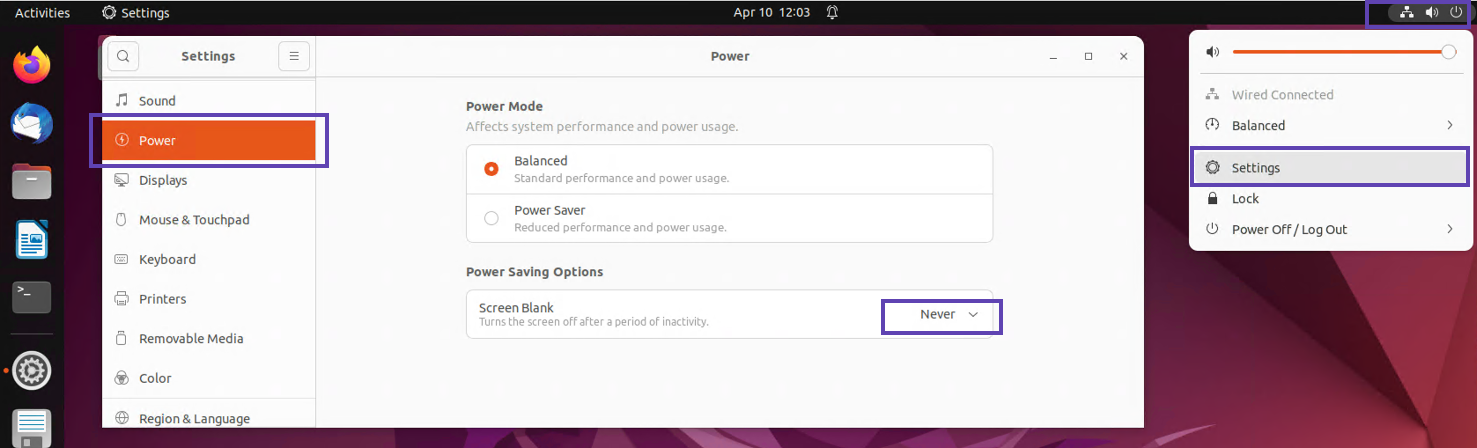 Activities
Settings
Apr 10 12:03
Settings
Power
Sound
Power
Displays
Mouse & Touchpad
Keyboard
Printers
Removable Media
Color
Region & Language
Power Mode
Affects system performance and power usage.
Balanced
Standard performance and power usage.
Power Saver
Reduced performance and power usage.
Power Saving Options
Screen Blank
Turns the screen off after a period of inactivity.
Never
Wired Connected
Balanced
Settings
Lock
Power Off / Log Out
>_